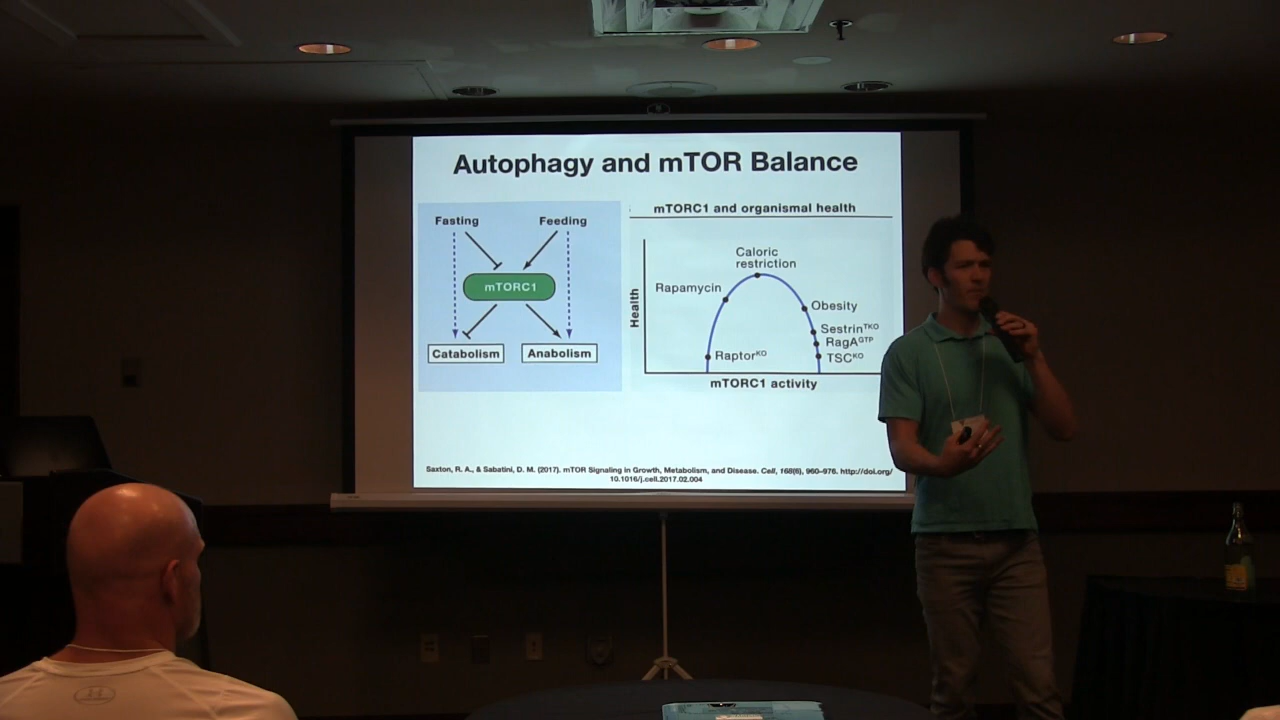 Autophagy and mTOR Balance
Fasting
Feeding
mTORC1
Catabolism
Anabolism
mTORC1 and organismal health
Health
Caloric
restriction
Rapamycin
Obesity
Sestrinᵀᴷᴼ
RagAᴳᵀᴾ
Raptorᴷᴼ
TSCᴷᴼ
mTORC1 activity
Saxton, R. A., & Sabatini, D. M. (2017). mTOR Signaling in Growth, Metabolism, and Disease. Cell, 168(6), 960–976. http://doi.org/
10.1016/j.cell.2017.02.004